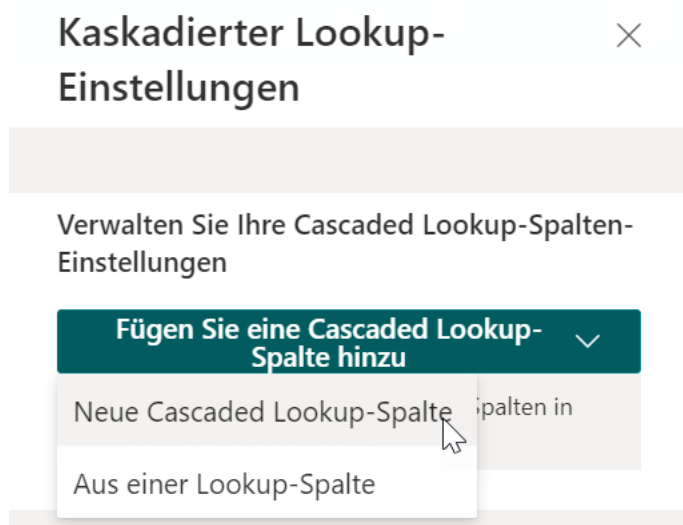 Kaskadierter Lookup-
Einstellungen
Verwalten Sie Ihre Cascaded Lookup-Spalten-
Einstellungen
Fügen Sie eine Cascaded Lookup-
Spalte hinzu
Neue Cascaded Lookup-Spalte
in
Aus einer Lookup-Spalte